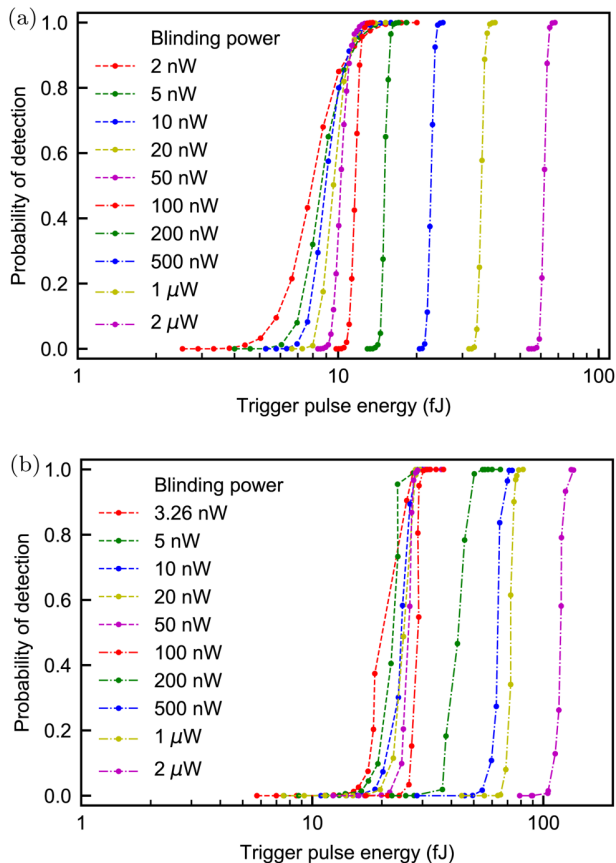 (a)
1.0
0.8
0.6
0.4
0.2
0.0
Probability of detection
Blinding power
2 nW
5 nW
10 nW
20 nW
50 nW
100 nW
200 nW
500 nW
1 μW
2 μW
1
10
100
Trigger pulse energy (fJ)
(b)
1.0
0.8
0.6
0.4
0.2
0.0
Probability of detection
Blinding power
3.26 nW
5 nW
10 nW
20 nW
50 nW
100 nW
200 nW
500 nW
1 μW
2 μW
1
10
100
Trigger pulse energy (fJ)